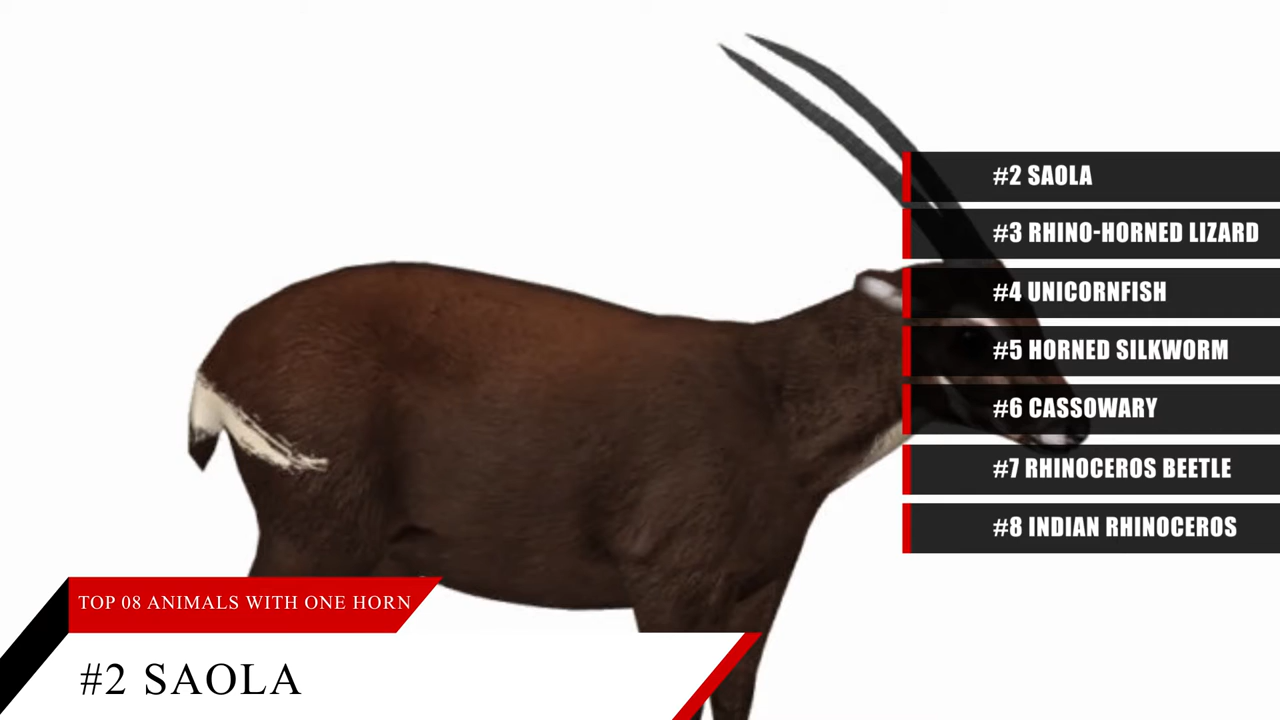 #2 SAOLA
#3 RHINO-HORNED LIZARD
#4 UNICORNFISH
#5 HORNED SILKWORM
#6 CASSOWARY
#7 RHINOCEROS BEETLE
#8 INDIAN RHINOCEROS
TOP 08 ANIMALS WITH ONE HORN
#2 SAOLA